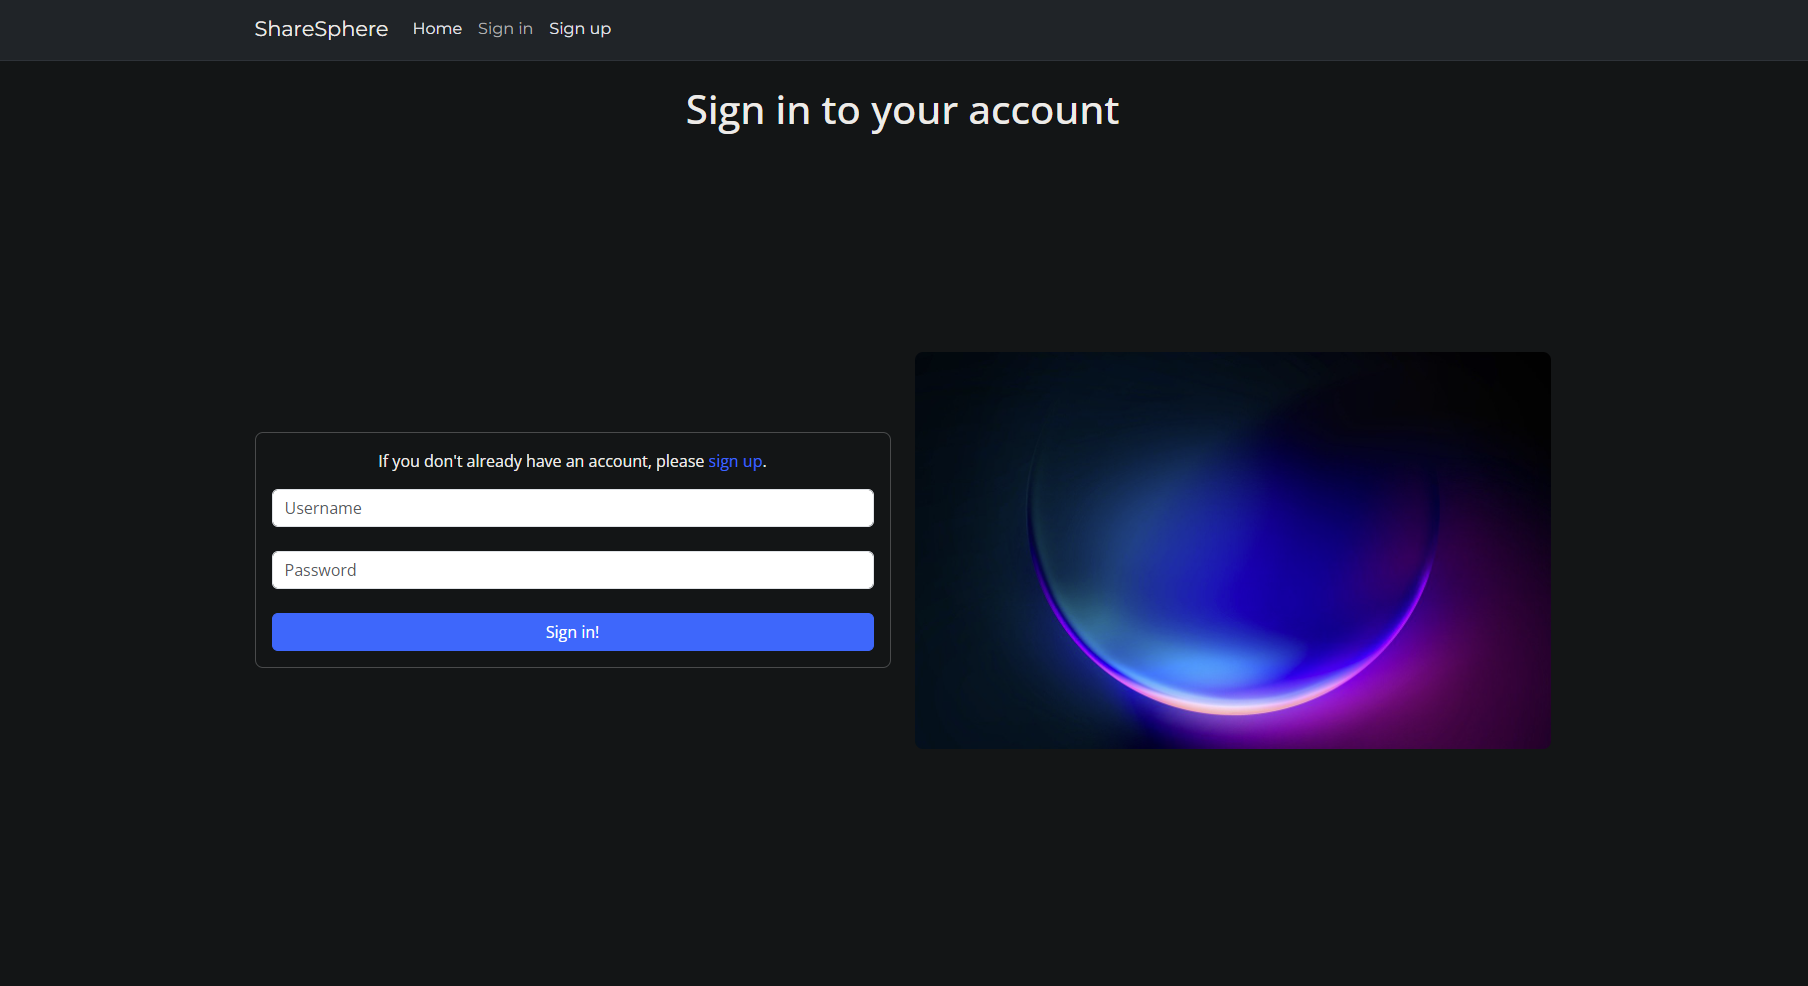 ShareSphere Home Sign in Sign up
Sign in to your account
If you don't already have an account, please sign up.
Username
Password
Sign in!